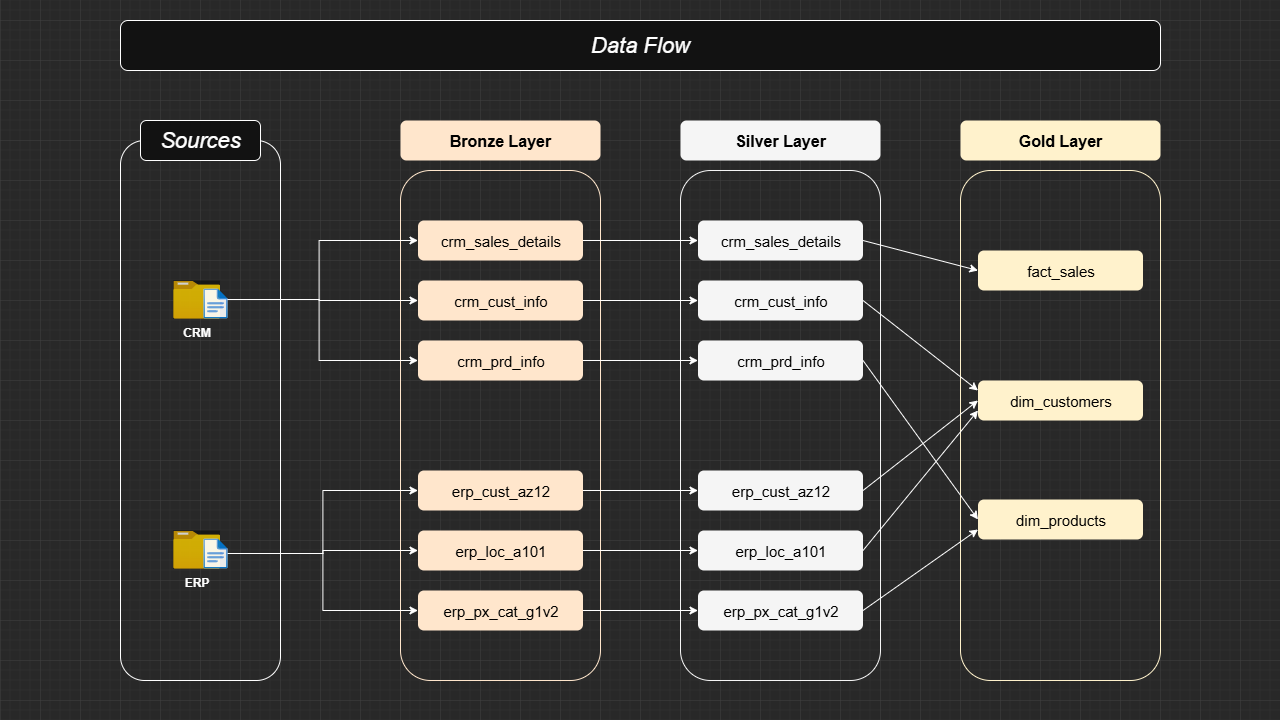 Data Flow
Sources
Bronze Layer
Silver Layer
Gold Layer
CRM
ERP
crm_sales_details
crm_cust_info
crm_prd_info
erp_cust_az12
erp_loc_a101
erp_px_cat_g1v2
crm_sales_details
crm_cust_info
crm_prd_info
erp_cust_az12
erp_loc_a101
erp_px_cat_g1v2
fact_sales
dim_customers
dim_products